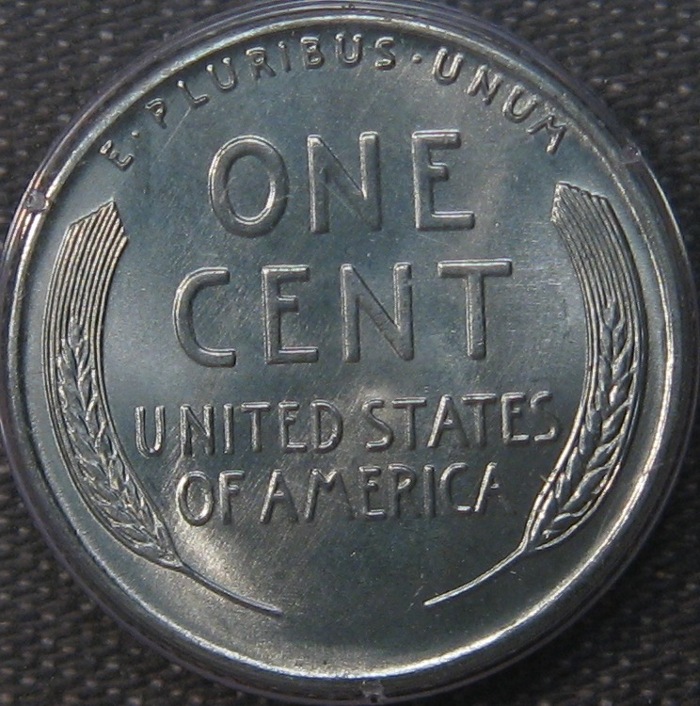 E·PLURIBUS·UNUM
ONE
CENT
UNITED STATES
OF AMERICA